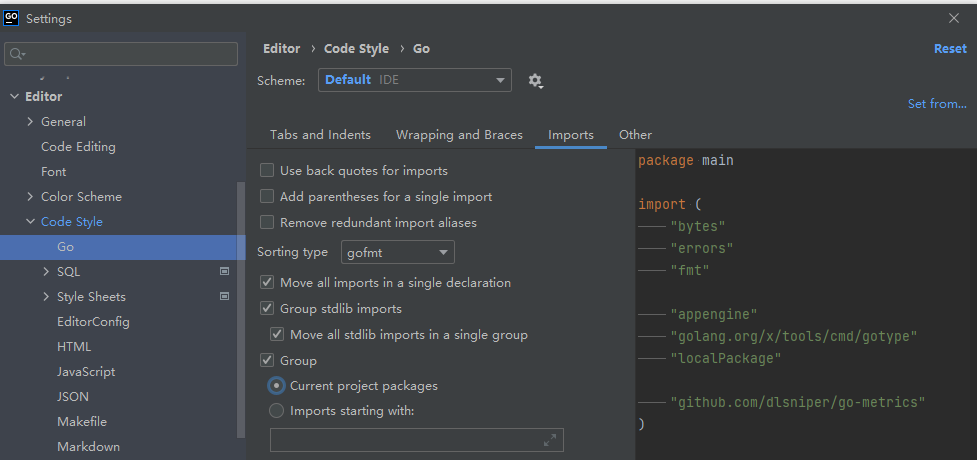 GO Settings
Editor › Code Style › Go Reset
Scheme: Default IDE
Set from...
Editor
General
Code Editing
Font
Color Scheme
Code Style
Go
SQL
Style Sheets
EditorConfig
HTML
JavaScript
JSON
Makefile
Markdown
Tabs and Indents Wrapping and Braces Imports Other
Use back quotes for imports
Add parentheses for a single import
Remove redundant import aliases
Sorting type gofmt
Move all imports in a single declaration
Group stdlib imports
Move all stdlib imports in a single group
Group
Current project packages
Imports starting with:
package main
import (
"bytes"
"errors"
"fmt"
"appengine"
"golang.org/x/tools/cmd/gotype"
"localPackage"
"github.com/dlsniper/go-metrics"
)